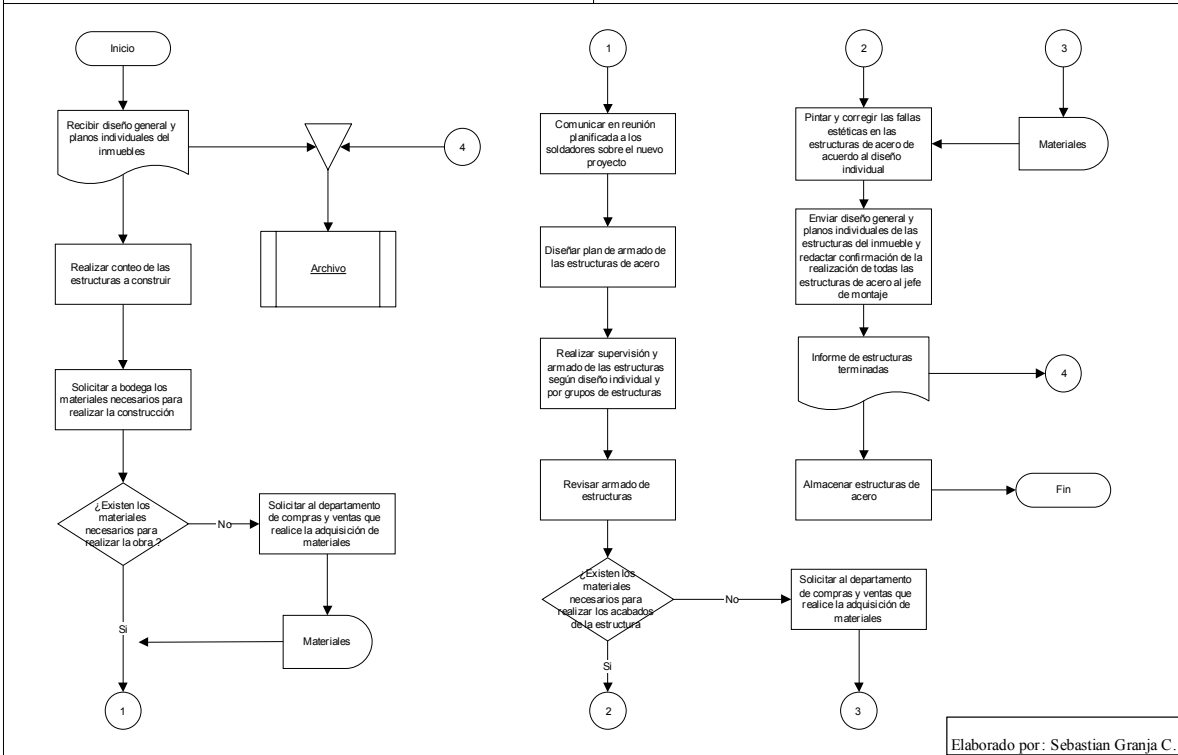 Inicio
Recibir diseño general y
planos individuales del
inmuebles
4
Archivo
Realizar conteo de las
estructuras a construir
Solicitar a bodega los
materiales necesarios para
realizar la construcción
¿Existen los
materiales
necesarios para
realizar la obra.?
No
Solicitar al departamento
de compras y ventas que
realice la adquisición de
materiales
Si
Materiales
1
1
Comunicar en reunión
planificada a los
soldadores sobre el nuevo
proyecto
Diseñar plan de armado de
las estructuras de acero
Realizar supervisión y
armado de las estructuras
según diseño individual y
por grupos de estructuras
Revisar armado de
estructuras
¿Existen los
materiales
necesarios para
realizar los acabados
de la estructura
No
Solicitar al departamento
de compras y ventas que
realice la adquisición de
materiales
Si
2
3
2
3
Pintar y corregir las fallas
estéticas en las
estructuras de acero de
acuerdo al diseño
individual
Materiales
Enviar diseño general y
planos individuales de las
estructuras del inmueble y
redactar confirmación de la
realización de todas las
estructuras de acero al jefe
de montaje
Informe de estructuras
terminadas
4
Almacenar estructuras de
acero
Fin
Elaborado por: Sebastian Granja C.